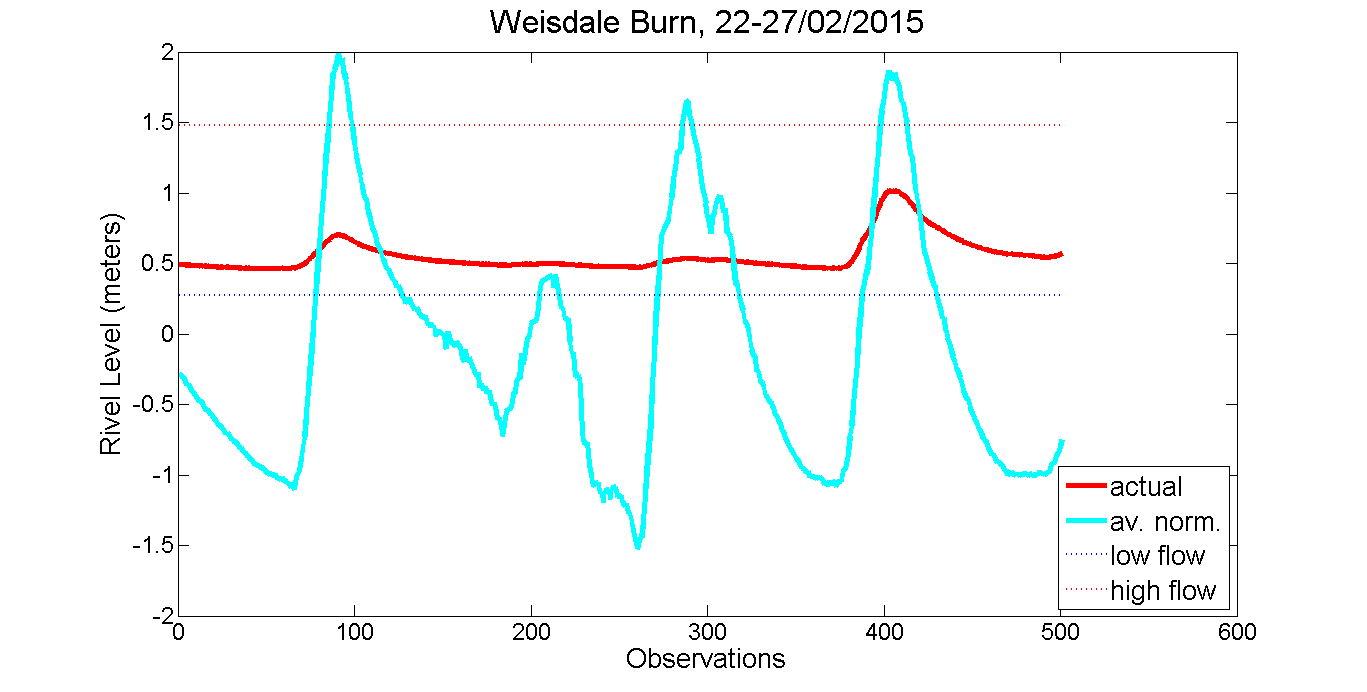 Weisdale Burn, 22-27/02/2015
2
1.5
1
0.5
0
-0.5
-1
-1.5
-2
Rivel Level (meters)
0
100
200
300
400
500
600
Observations
actual
av. norm.
low flow
high flow